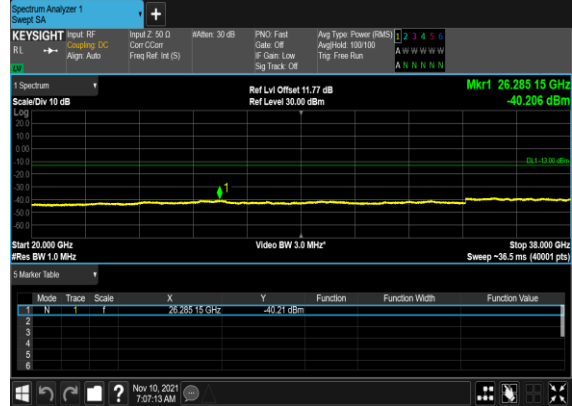 Spectrum Analyzer 1
Swept SA
KEYSIGHT
RL
Input: RF
Coupling: DC
Align: Auto
Input Z: 50 Ω
Corr CCorr
Freq Ref: Int (S)
#Atten: 30 dB
PNO: Fast
Gate: Off
IF Gain: Low
Sig Track: Off
Avg Type: Power (RMS)
Avg|Hold: 100/100
Trig: Free Run
1 2 3 4 5 6
A W W W W W
A N N N N N
1 Spectrum
Scale/Div 10 dB
Ref Lvl Offset 11.77 dB
Ref Level 30.00 dBm
Mkr1 26.285 15 GHz
-40.206 dBm
Log
20.0
10.0
0.00
-10.0
-20.0
-30.0
-40.0
-50.0
-60.0
DL1 -13.00 dBm
1
Start 20.000 GHz
#Res BW 1.0 MHz
Video BW 3.0 MHz*
Stop 38.000 GHz
Sweep ~36.5 ms (40001 pts)
5 Marker Table
Mode Trace Scale X Y Function Function Width Function Value
1 N 1 f 26.285 15 GHz -40.21 dBm
2
3
4
5
6
? Nov 10, 2021
7:07:13 AM